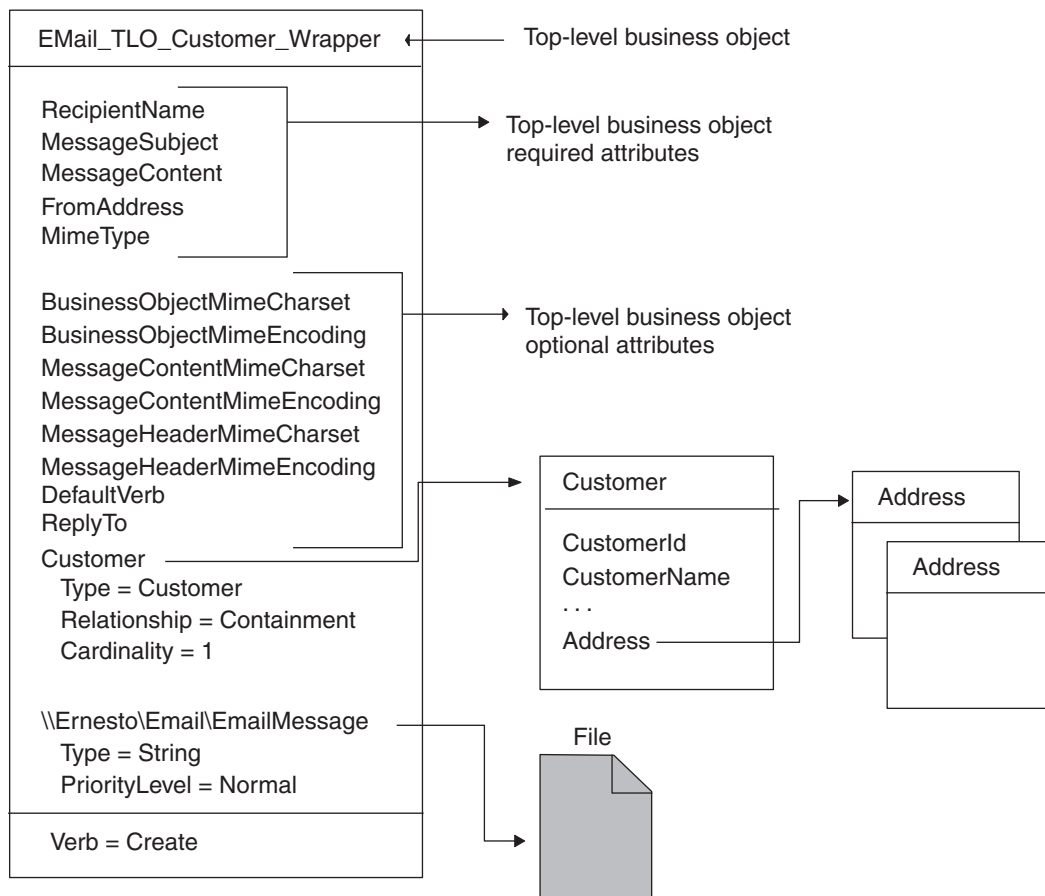 EMail_TLO_Customer_Wrapper
Top-level business object
RecipientName
MessageSubject
MessageContent
FromAddress
MimeType
Top-level business object
required attributes
BusinessObjectMimeCharset
BusinessObjectMimeEncoding
MessageContentMimeCharset
MessageContentMimeEncoding
MessageHeaderMimeCharset
MessageHeaderMimeEncoding
DefaultVerb
ReplyTo
Top-level business object
optional attributes
Customer
Type = Customer
Relationship = Containment
Cardinality = 1
Customer
CustomerId
CustomerName
. . .
Address
Address
Address
\\Ernesto\Email\EmailMessage
Type = String
PriorityLevel = Normal
File
Verb = Create